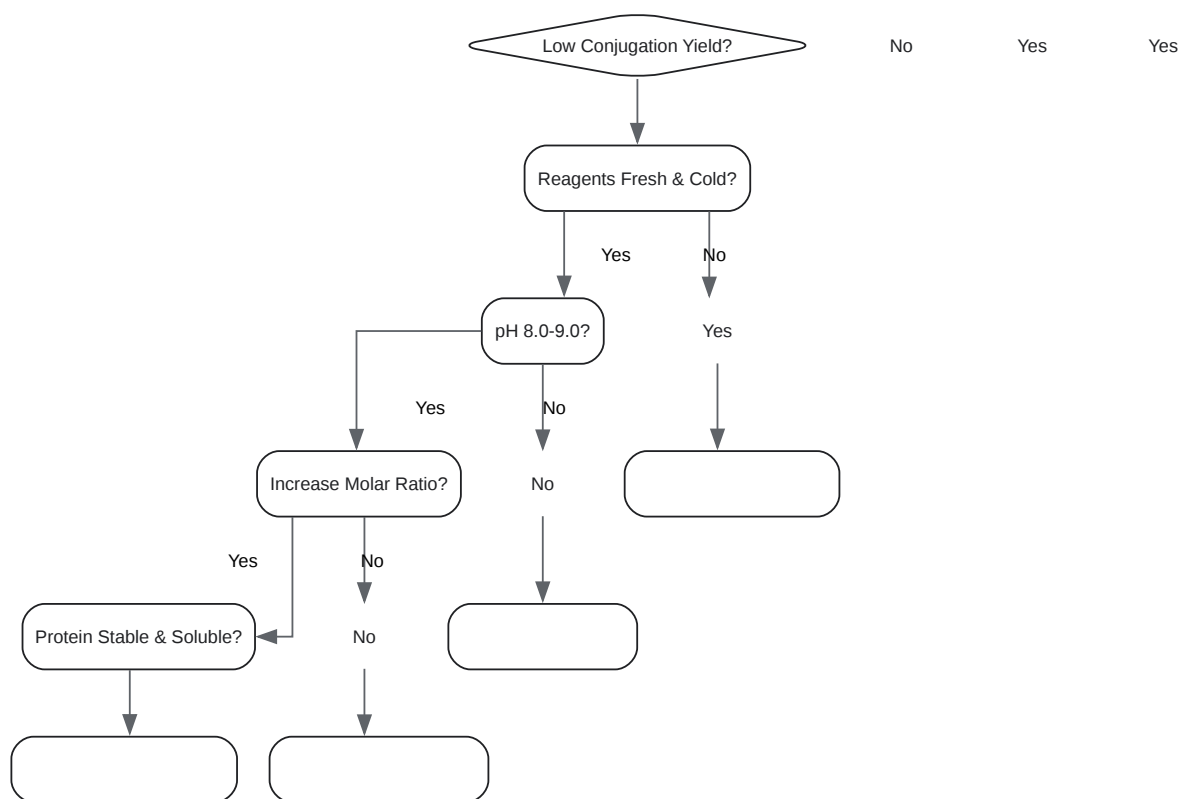 Low Conjugation Yield?
No
Yes
Yes
Reagents Fresh & Cold?
Yes
No
pH 8.0-9.0?
Yes
Yes
No
Increase Molar Ratio?
No
Yes
No
Protein Stable & Soluble?
No